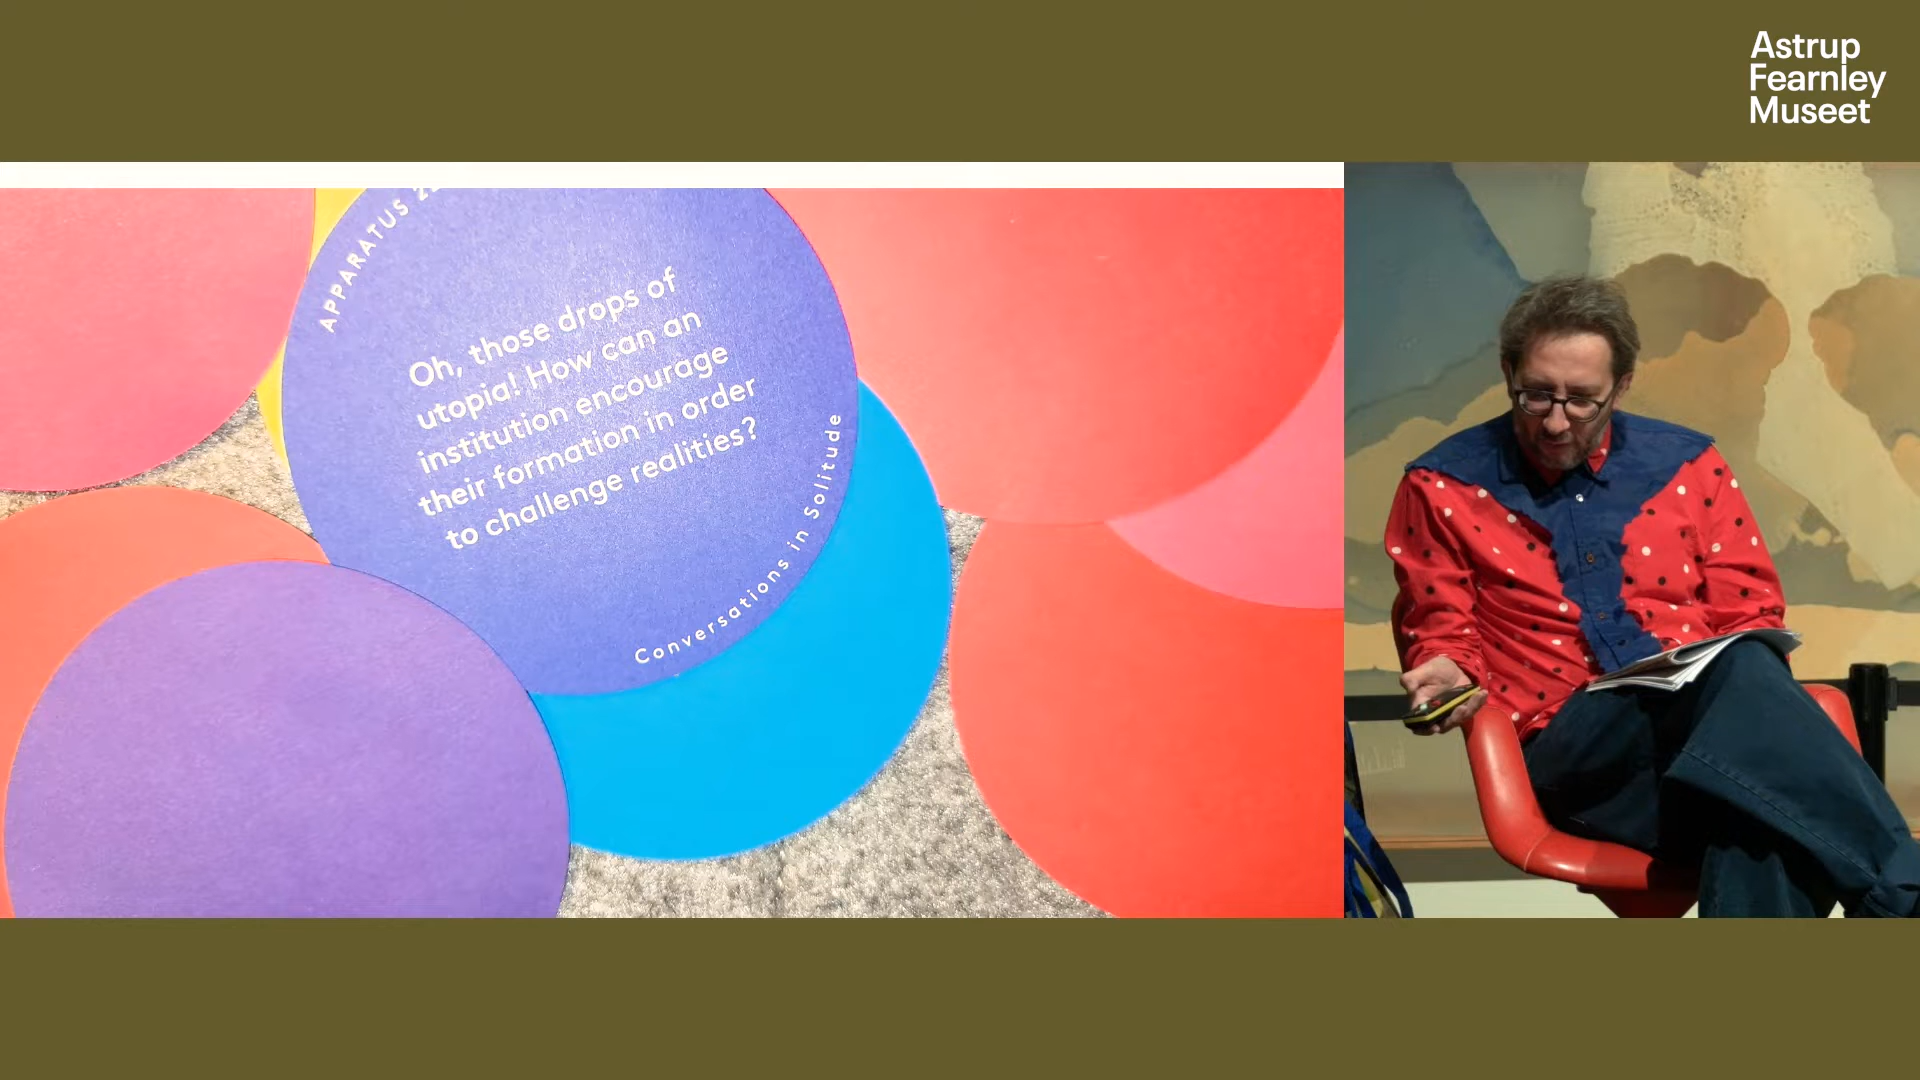 Astrup
Fearnley
Museet
APPARATUS 22
Oh, those drops of
utopia! How can an
institution encourage
their formation in order
to challenge realities?
Conversations in Solitude